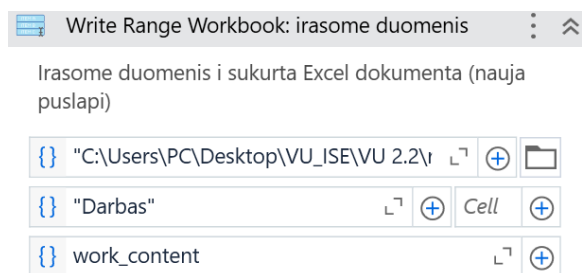 Write Range Workbook: irasome duomenis
Irasome duomenis i sukurta Excel dokumenta (nauja
puslapi)
{} "C:\Users\PC\Desktop\VU_ISE\VU 2.2\r
{} "Darbas" Cell
{} work_content